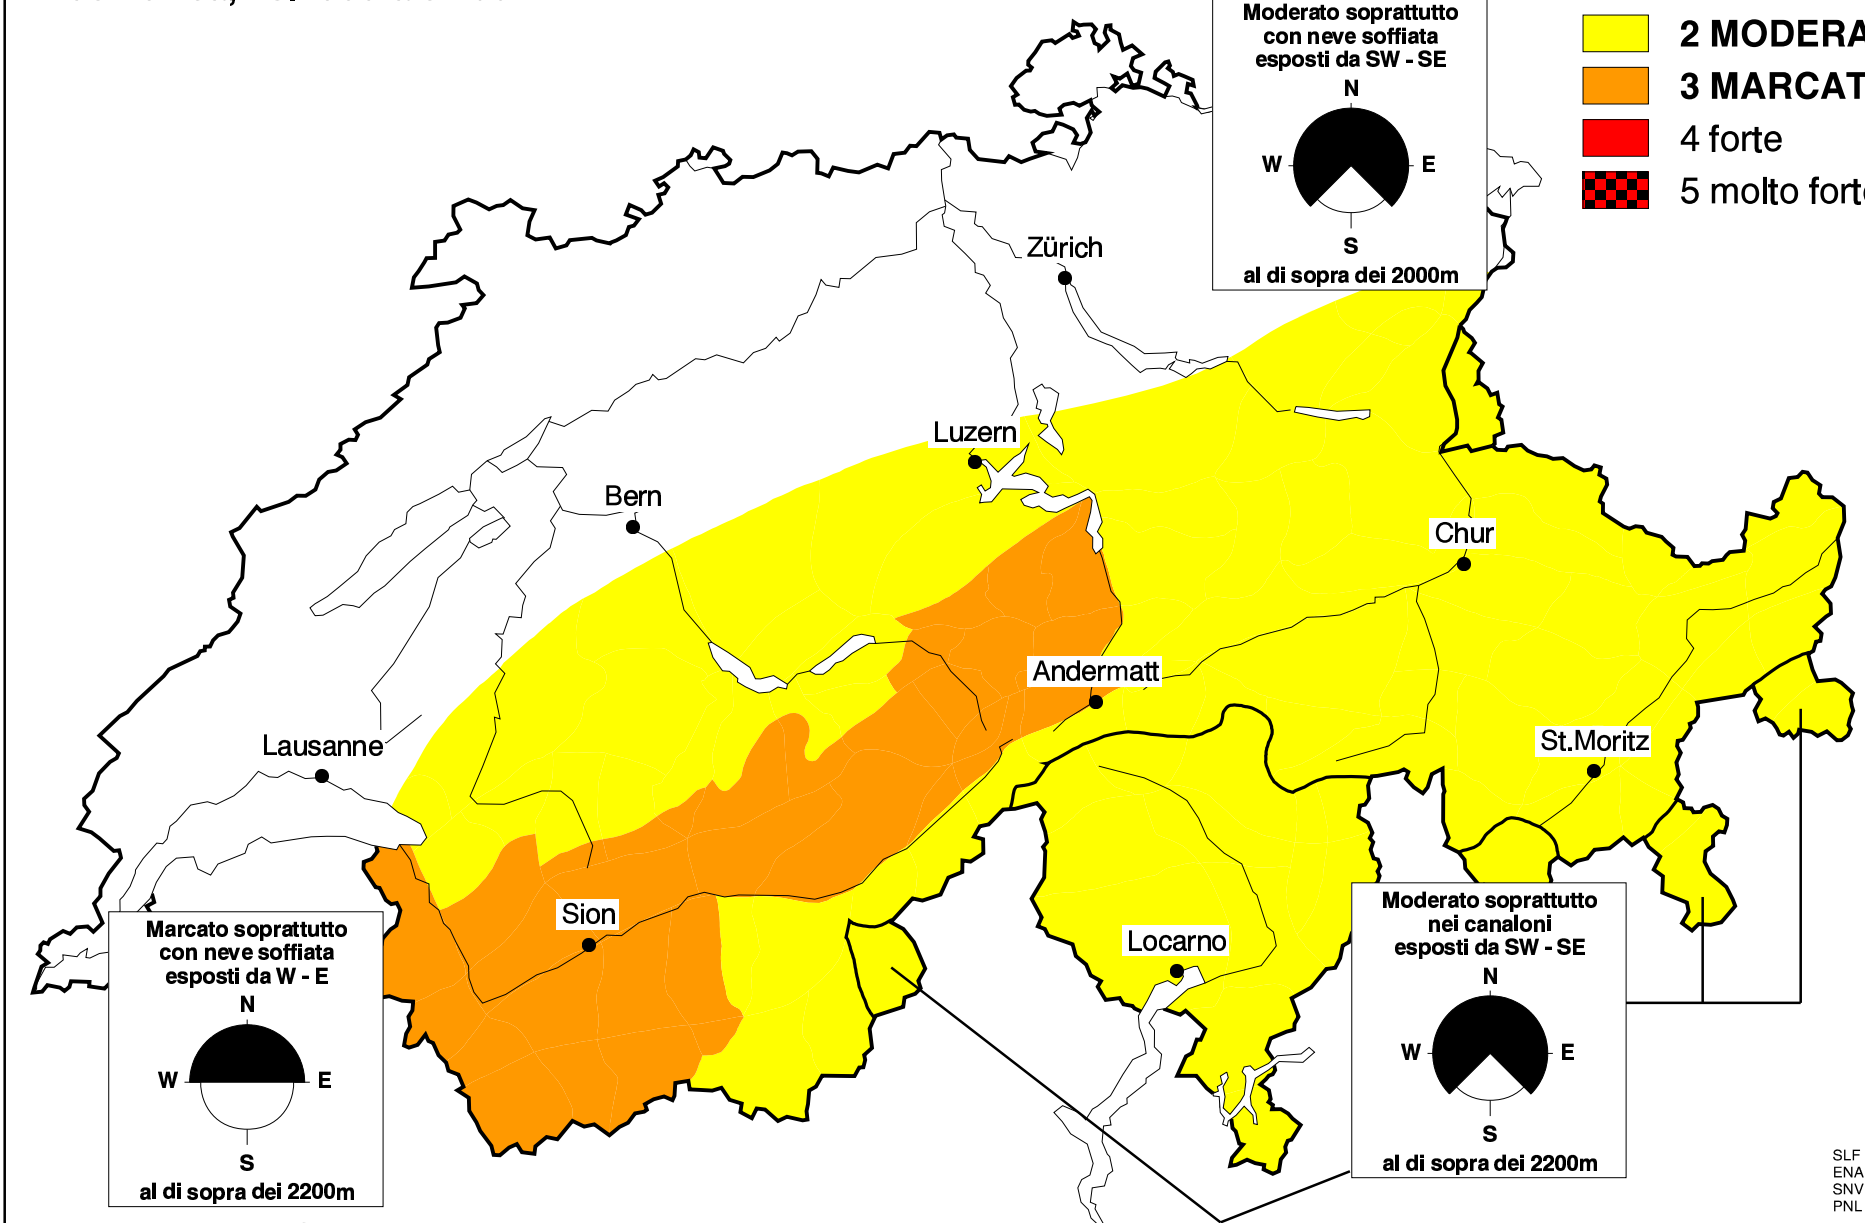 Moderato soprattutto
con neve soffiata
esposti da SW - SE
N
W
E
S
al di sopra dei 2000m
2 MODERA
3 MARCAT
4 forte
5 molto forte
Zürich
Luzern
Bern
Chur
Andermatt
St.Moritz
Lausanne
Sion
Locarno
Marcato soprattutto
con neve soffiata
esposti da W - E
N
W
E
S
al di sopra dei 2200m
Moderato soprattutto
nei canaloni
esposti da SW - SE
N
W
E
S
al di sopra dei 2200m
SLF
ENA
SNV
PNL